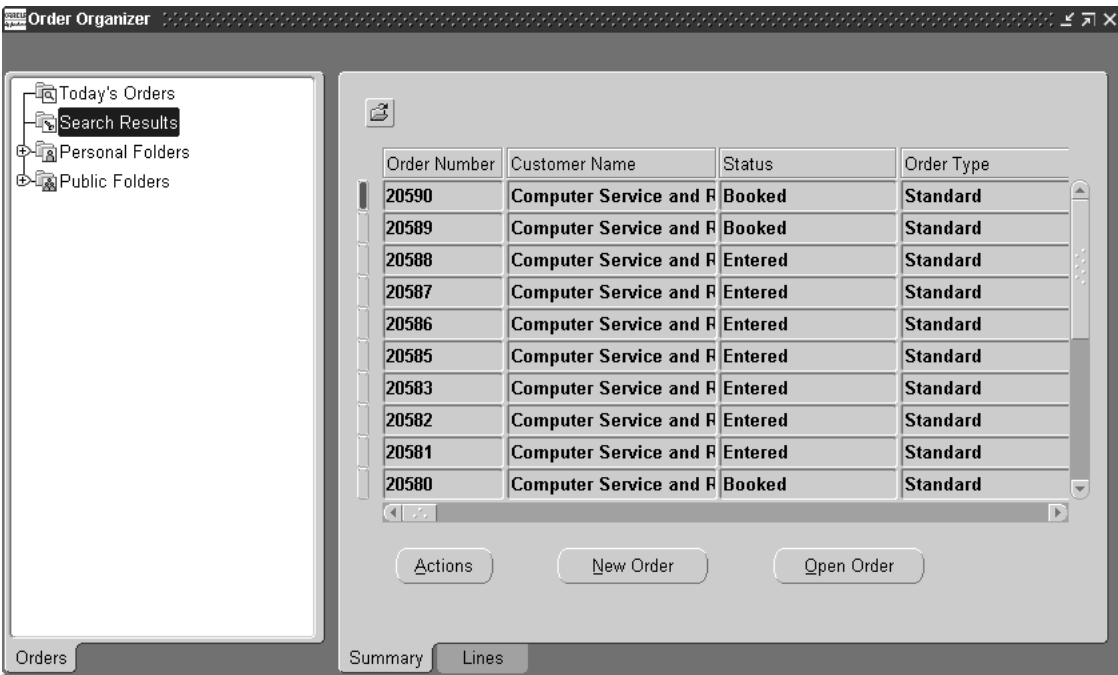 Order Organizer
Today's Orders
Search Results
Personal Folders
Public Folders
Orders
Order Number Customer Name Status Order Type
20590 Computer Service and R Booked Standard
20589 Computer Service and R Booked Standard
20588 Computer Service and R Entered Standard
20587 Computer Service and R Entered Standard
20586 Computer Service and R Entered Standard
20585 Computer Service and R Entered Standard
20583 Computer Service and R Entered Standard
20582 Computer Service and R Entered Standard
20581 Computer Service and R Entered Standard
20580 Computer Service and R Booked Standard
Actions New Order Open Order
Summary Lines